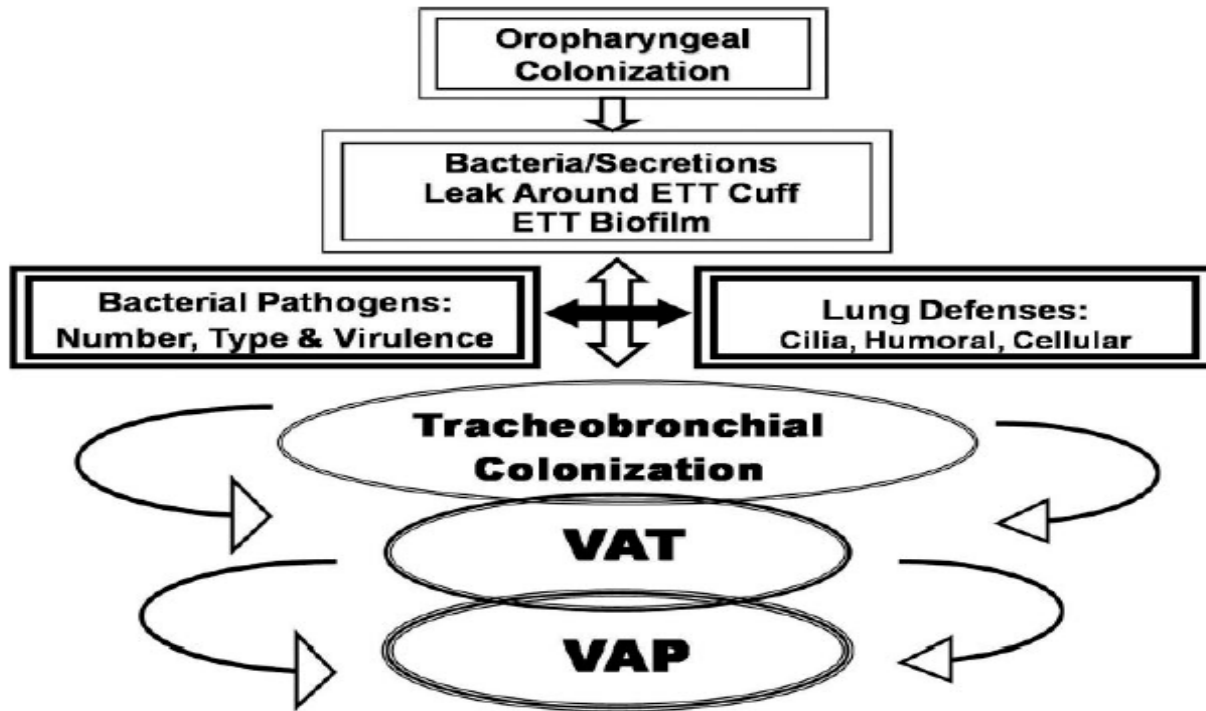 Oropharyngeal
Colonization
Bacteria/Secretions
Leak Around ETT Cuff
ETT Biofilm
Bacterial Pathogens:
Number, Type & Virulence
Lung Defenses:
Cilia, Humoral, Cellular
Tracheobronchial
Colonization
VAT
VAP